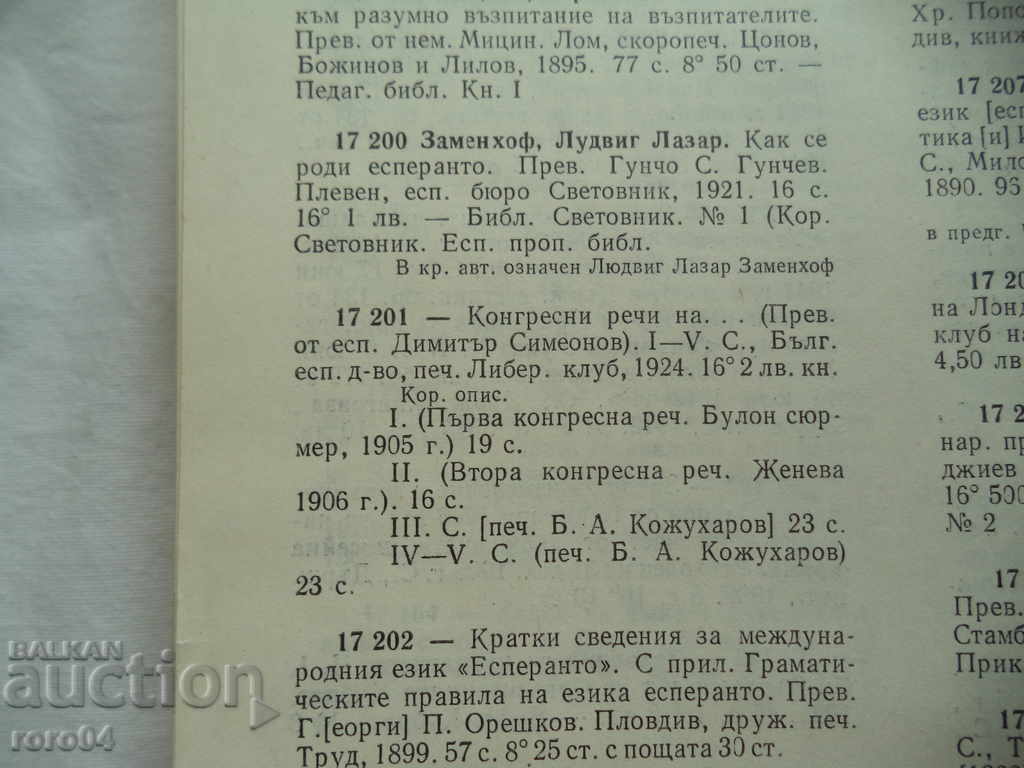 към разумно възпитание на възпитателите.
Прев. от нем. Мицин. Лом, скоропеч. Цонов,
Божинов и Лилов, 1895. 77 с. 8° 50 ст. —
Педаг. библ. Кн. I
17 200 Заменхоф, Лудвиг Лазар. Как се
роди есперанто. Прев. Гунчо С. Гунчев.
Плевен, есп. бюро Световник, 1921. 16 с.
16° 1 лв. — Библ. Световник. № 1 (Кор.
Световник. Есп. проп. библ.
В кр. авт. означен Людвиг Лазар Заменхоф
17 201 — Конгресни речи на. . . (Прев.
от есп. Димитър Симеонов). I—V. С., Бълг.
есп. д-во, печ. Либер. клуб, 1924. 16° 2 лв. кн.
Кор. опис.
I. (Първа конгресна реч. Булон сюр-
мер, 1905 г.) 19 с.
II. (Втора конгресна реч. Женева
1906 г.). 16 с.
III. С. [печ. Б. А. Кожухаров] 23 с.
IV—V. С. (печ. Б. А. Кожухаров)
23 с.
17 202 — Кратки сведения за междуна-
родния език «Есперанто». С прил. Грамати-
ческите правила на езика есперанто. Прев.
Г.[еорги] П. Орешков. Пловдив, друж. печ.
Труд, 1899. 57 с. 8° 25 ст. с пощата 30 ст.
Хр. Попо
див, книж
17 207
език [есп
тика [и]
С., Мило
1890. 95
в предг.
17 20
на Лонд
клуб на
4,50 лв
17 2
нар. пр
джиев
16° 500
№ 2
17
Прев.
Стамб
Прик
17
С., Т
BALKAN
auction
roro04